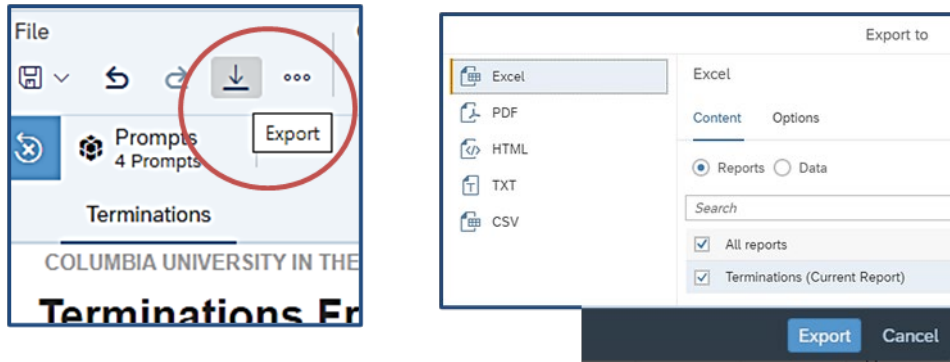 File
Prompts
4 Prompts
Export
Terminations
COLUMBIA UNIVERSITY IN THE
Terminations
Export to
Excel
PDF
HTML
TXT
CSV
Excel
Content Options
Reports Data
Search
All reports
Terminations (Current Report)
Export Cancel